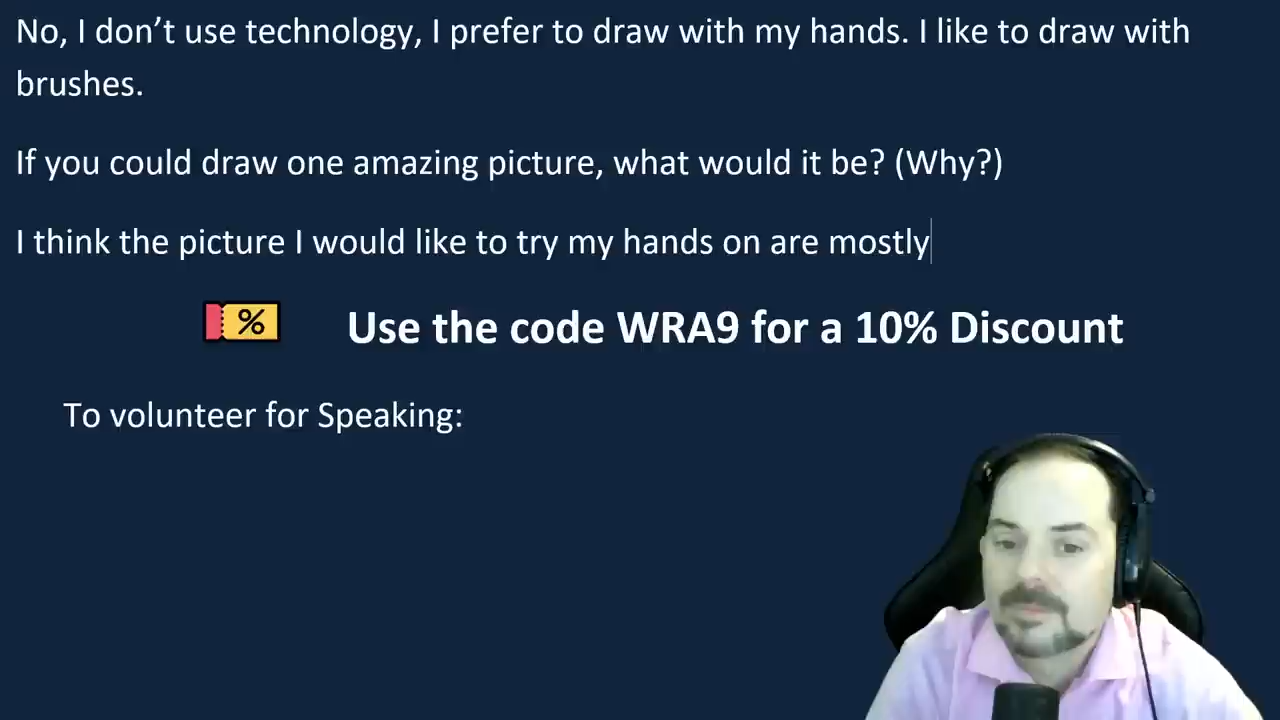 No, I don’t use technology, I prefer to draw with my hands. I like to draw with
brushes.
If you could draw one amazing picture, what would it be? (Why?)
I think the picture I would like to try my hands on are mostly
% Use the code WRA9 for a 10% Discount
To volunteer for Speaking: